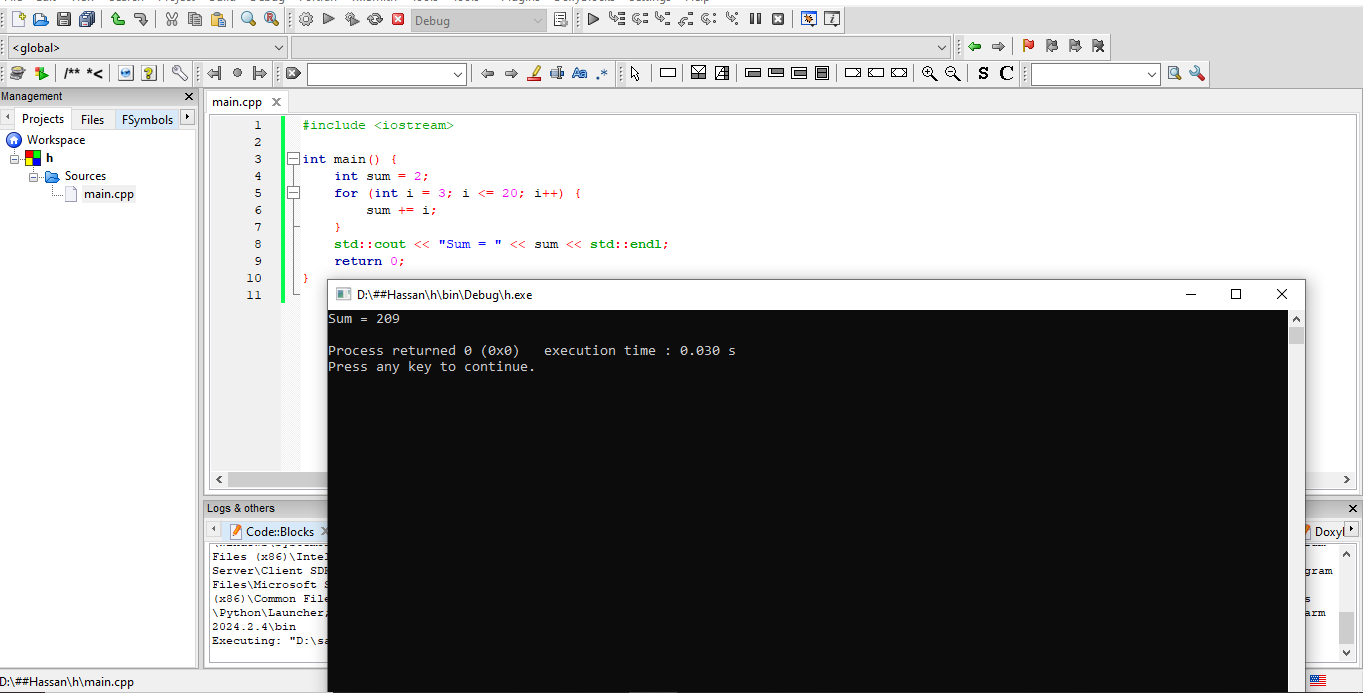 Debug
<global>
/** *<
Aa .*
S C
Management
Projects Files FSymbols
Workspace
h
Sources
main.cpp
main.cpp
1 #include <iostream>
2
3 int main() {
4 int sum = 2;
5 for (int i = 3; i <= 20; i++) {
6 sum += i;
7 }
8 std::cout << "Sum = " << sum << std::endl;
9 return 0;
10 }
11
D:\##Hassan\h\bin\Debug\h.exe
Sum = 209
Process returned 0 (0x0) execution time : 0.030 s
Press any key to continue.
Logs & others
Code::Blocks
Files (x86)\Intel
Server\Client SDK
Files\Microsoft S
(x86)\Common File
\Python\Launcher;
2024.2.4\bin
Executing: "D:\sa
Doxyl
gram
s
arm
D:\##Hassan\h\main.cpp